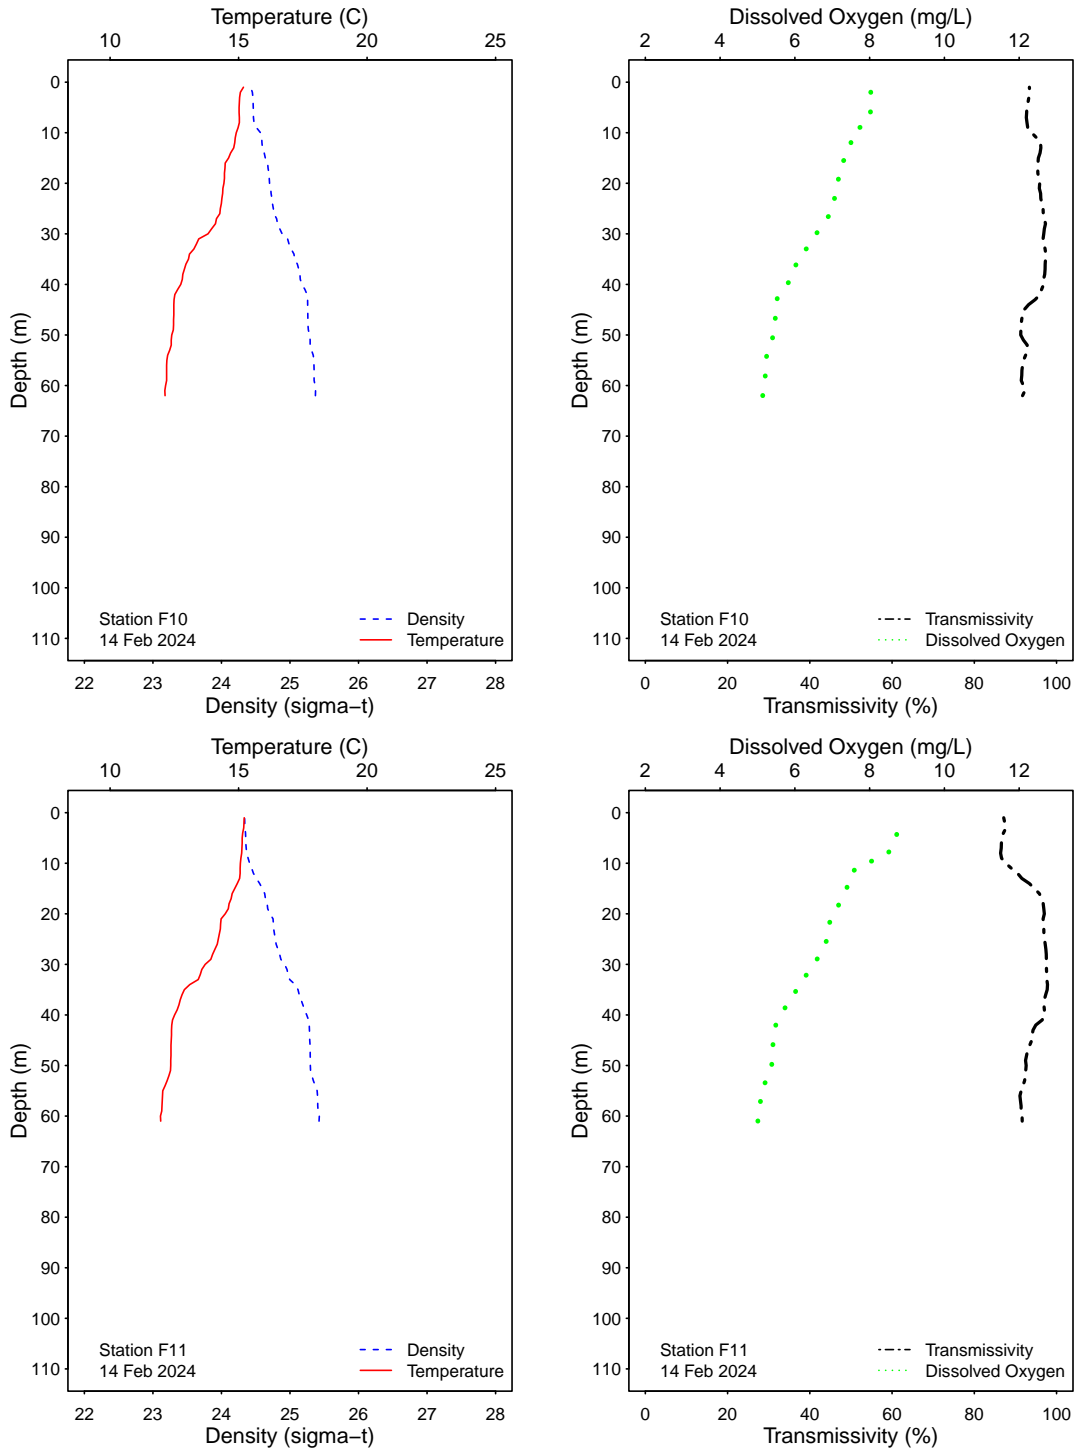 Temperature (C)
10 15 20 25
0
10
20
30
40
50
60
70
80
90
100
110
Depth (m)
Station F10
14 Feb 2024
Density
Temperature
22 23 24 25 26 27 28
Density (sigma−t)
Dissolved Oxygen (mg/L)
2 4 6 8 10 12
0
10
20
30
40
50
60
70
80
90
100
110
Depth (m)
Station F10
14 Feb 2024
Transmissivity
Dissolved Oxygen
0 20 40 60 80 100
Transmissivity (%)
Temperature (C)
10 15 20 25
0
10
20
30
40
50
60
70
80
90
100
110
Depth (m)
Station F11
14 Feb 2024
Density
Temperature
22 23 24 25 26 27 28
Density (sigma−t)
Dissolved Oxygen (mg/L)
2 4 6 8 10 12
0
10
20
30
40
50
60
70
80
90
100
110
Depth (m)
Station F11
14 Feb 2024
Transmissivity
Dissolved Oxygen
0 20 40 60 80 100
Transmissivity (%)